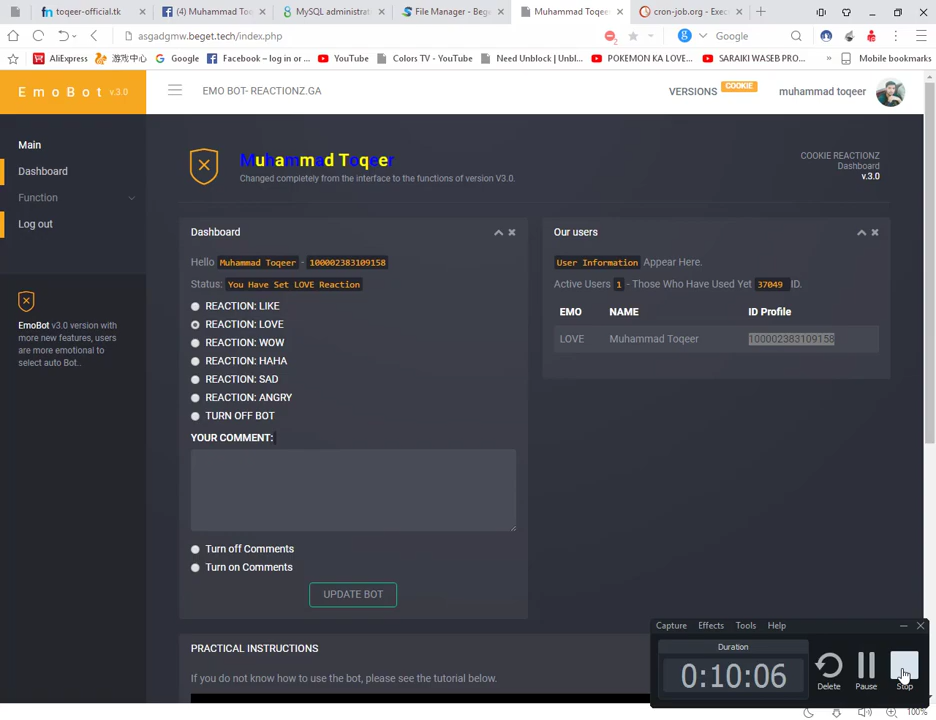 toqeer-official.tk
(4) Muhammad To
MySQL administrat
File Manager - Bege
Muhammad Toqee
cron-job.org - Exec
asgadgmw.beget.tech/index.php
Google
AliExpress
游戏中心
Google
Facebook – log in or ...
YouTube
Colors TV - YouTube
Need Unblock | Unbl...
POKEMON KA LOVE...
SARAIKI WASEB PRO...
»
Mobile bookmarks
EmoBot v.3.0
EMO BOT- REACTIONZ.GA
VERSIONS COOKIE
muhammad toqeer
Main
Dashboard
Function
Log out
EmoBot v3.0 version with
more new features, users
are more emotional to
select auto Bot..
Muhammad Toqeer
Changed completely from the interface to the functions of version V3.0.
COOKIE REACTIONZ
Dashboard
v.3.0
Dashboard
Hello Muhammad Toqeer - 100002383109158
Status: You Have Set LOVE Reaction
REACTION: LIKE
REACTION: LOVE
REACTION: WOW
REACTION: HAHA
REACTION: SAD
REACTION: ANGRY
TURN OFF BOT
YOUR COMMENT:
Turn off Comments
Turn on Comments
UPDATE BOT
Our users
User Information Appear Here.
Active Users 1 - Those Who Have Used Yet 37049 ID.
EMO NAME ID Profile
LOVE Muhammad Toqeer 100002383109158
PRACTICAL INSTRUCTIONS
If you do not know how to use the bot, please see the tutorial below.
Capture Effects Tools Help
Duration
0:10:06
Delete Pause Stop
100%